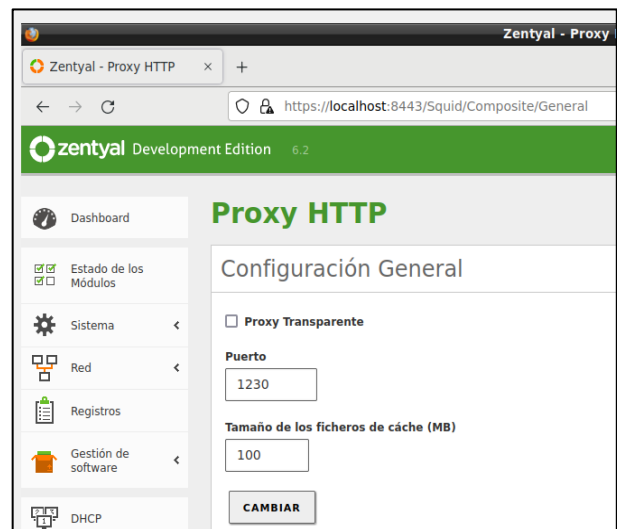 Zentyal - Proxy
Zentyal - Proxy HTTP × +
https://localhost:8443/Squid/Composite/General
zentyal Development Edition 6.2
Dashboard
Estado de los
Módulos
Sistema
Red
Registros
Gestión de
software
DHCP
Proxy HTTP
Configuración General
Proxy Transparente
Puerto
1230
Tamaño de los ficheros de cáche (MB)
100
CAMBIAR